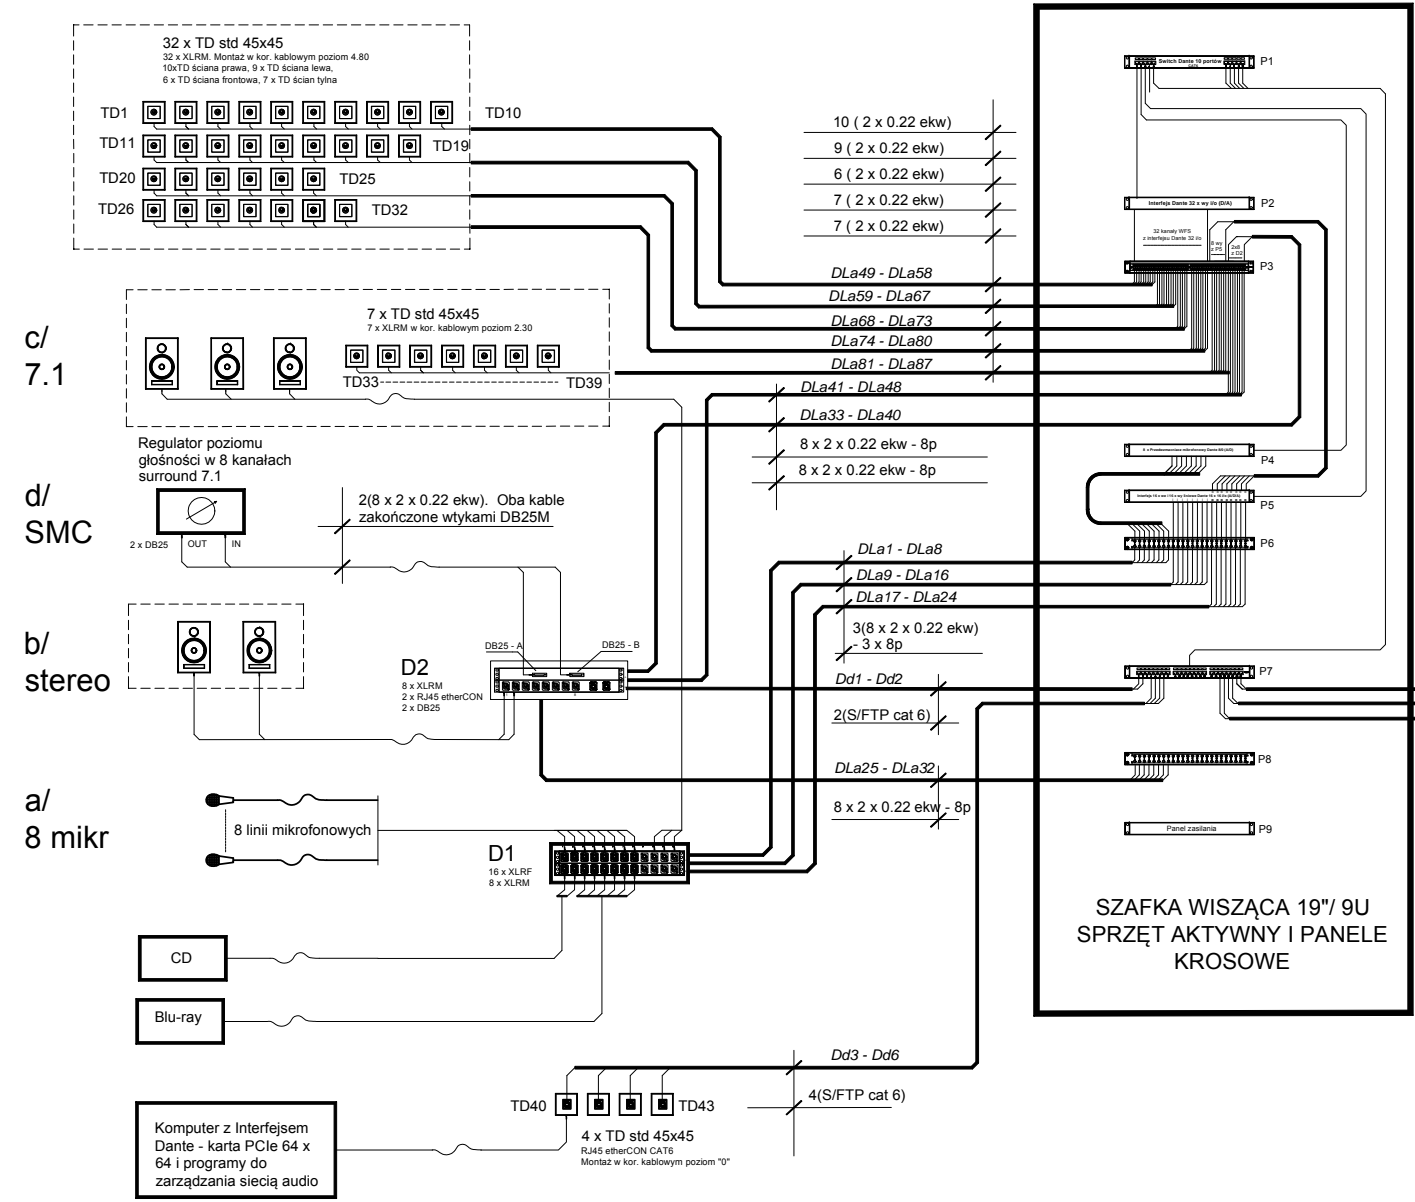 32 x TD std 45x45
32 x XLRM. Montaż w kor. kablowym poziom 4.80
10xTD ściana prawa, 9 x TD ściana lewa,
6 x TD ściana frontowa, 7 x TD ścian tylna
TD1
TD10
TD11
TD19
TD20
TD25
TD26
TD32
10 ( 2 x 0.22 ekw)
9 ( 2 x 0.22 ekw)
6 ( 2 x 0.22 ekw)
7 ( 2 x 0.22 ekw)
7 ( 2 x 0.22 ekw)
DLa49 - DLa58
DLa59 - DLa67
DLa68 - DLa73
DLa74 - DLa80
DLa81 - DLa87
DLa41 - DLa48
DLa33 - DLa40
8 x 2 x 0.22 ekw - 8p
8 x 2 x 0.22 ekw - 8p
c/
7.1
7 x TD std 45x45
7 x XLRM w kor. kablowym poziom 2.30
TD33
TD39
Regulator poziomu
głośności w 8 kanałach
surround 7.1
d/
SMC
2 x DB25
OUT
IN
2(8 x 2 x 0.22 ekw). Oba kable
zakończone wtykami DB25M
b/
stereo
D2
8 x XLRM
2 x RJ45 etherCON
2 x DB25
DB25 - A
DB25 - B
DLa1 - DLa8
DLa9 - DLa16
DLa17 - DLa24
3(8 x 2 x 0.22 ekw)
- 3 x 8p
Dd1 - Dd2
2(S/FTP cat 6)
DLa25 - DLa32
8 x 2 x 0.22 ekw - 8p
a/
8 mikr
8 linii mikrofonowych
D1
16 x XLRF
8 x XLRM
CD
Blu-ray
Komputer z Interfejsem
Dante - karta PCIe 64 x
64 i programy do
zarządzania siecią audio
TD40
TD43
4 x TD std 45x45
RJ45 etherCON CAT6
Montaż w kor. kablowym poziom "0"
Dd3 - Dd6
4(S/FTP cat 6)
Switch Dante 10 portów
CAT6
P1
Interfejs Dante 32 x wy l/o (D/A)
P2
32 kanały WFS
z interfejsu Dante 32 i/o
8 wy
z P5
2x8
z D2
P3
P4
P5
P6
P7
P8
Panel zasilania
P9
SZAFKA WISZĄCA 19"/ 9U
SPRZĘT AKTYWNY I PANELE
KROSOWE